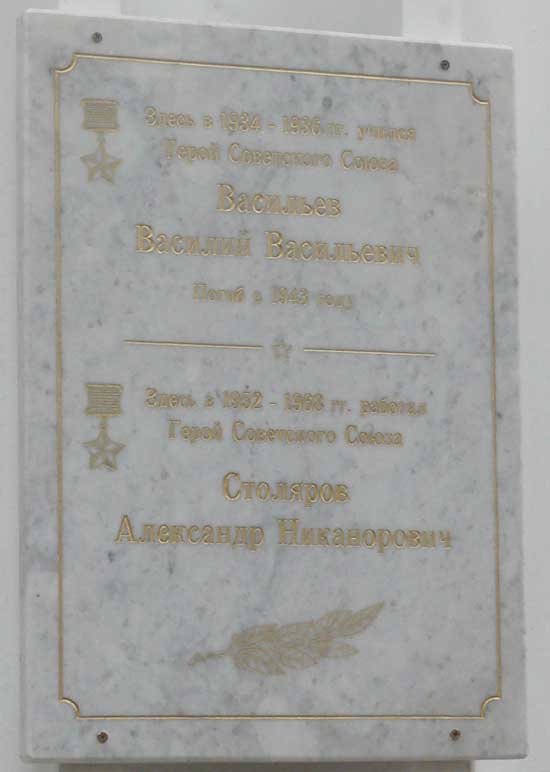 Здесь в 1934 - 1936 гг. учился
Герой Советского Союза
Васильев
Василий Васильевич
Погиб в 1943 году
Здесь в 1952 - 1968 гг. работал
Герой Советского Союза
Столяров
Александр Никанорович